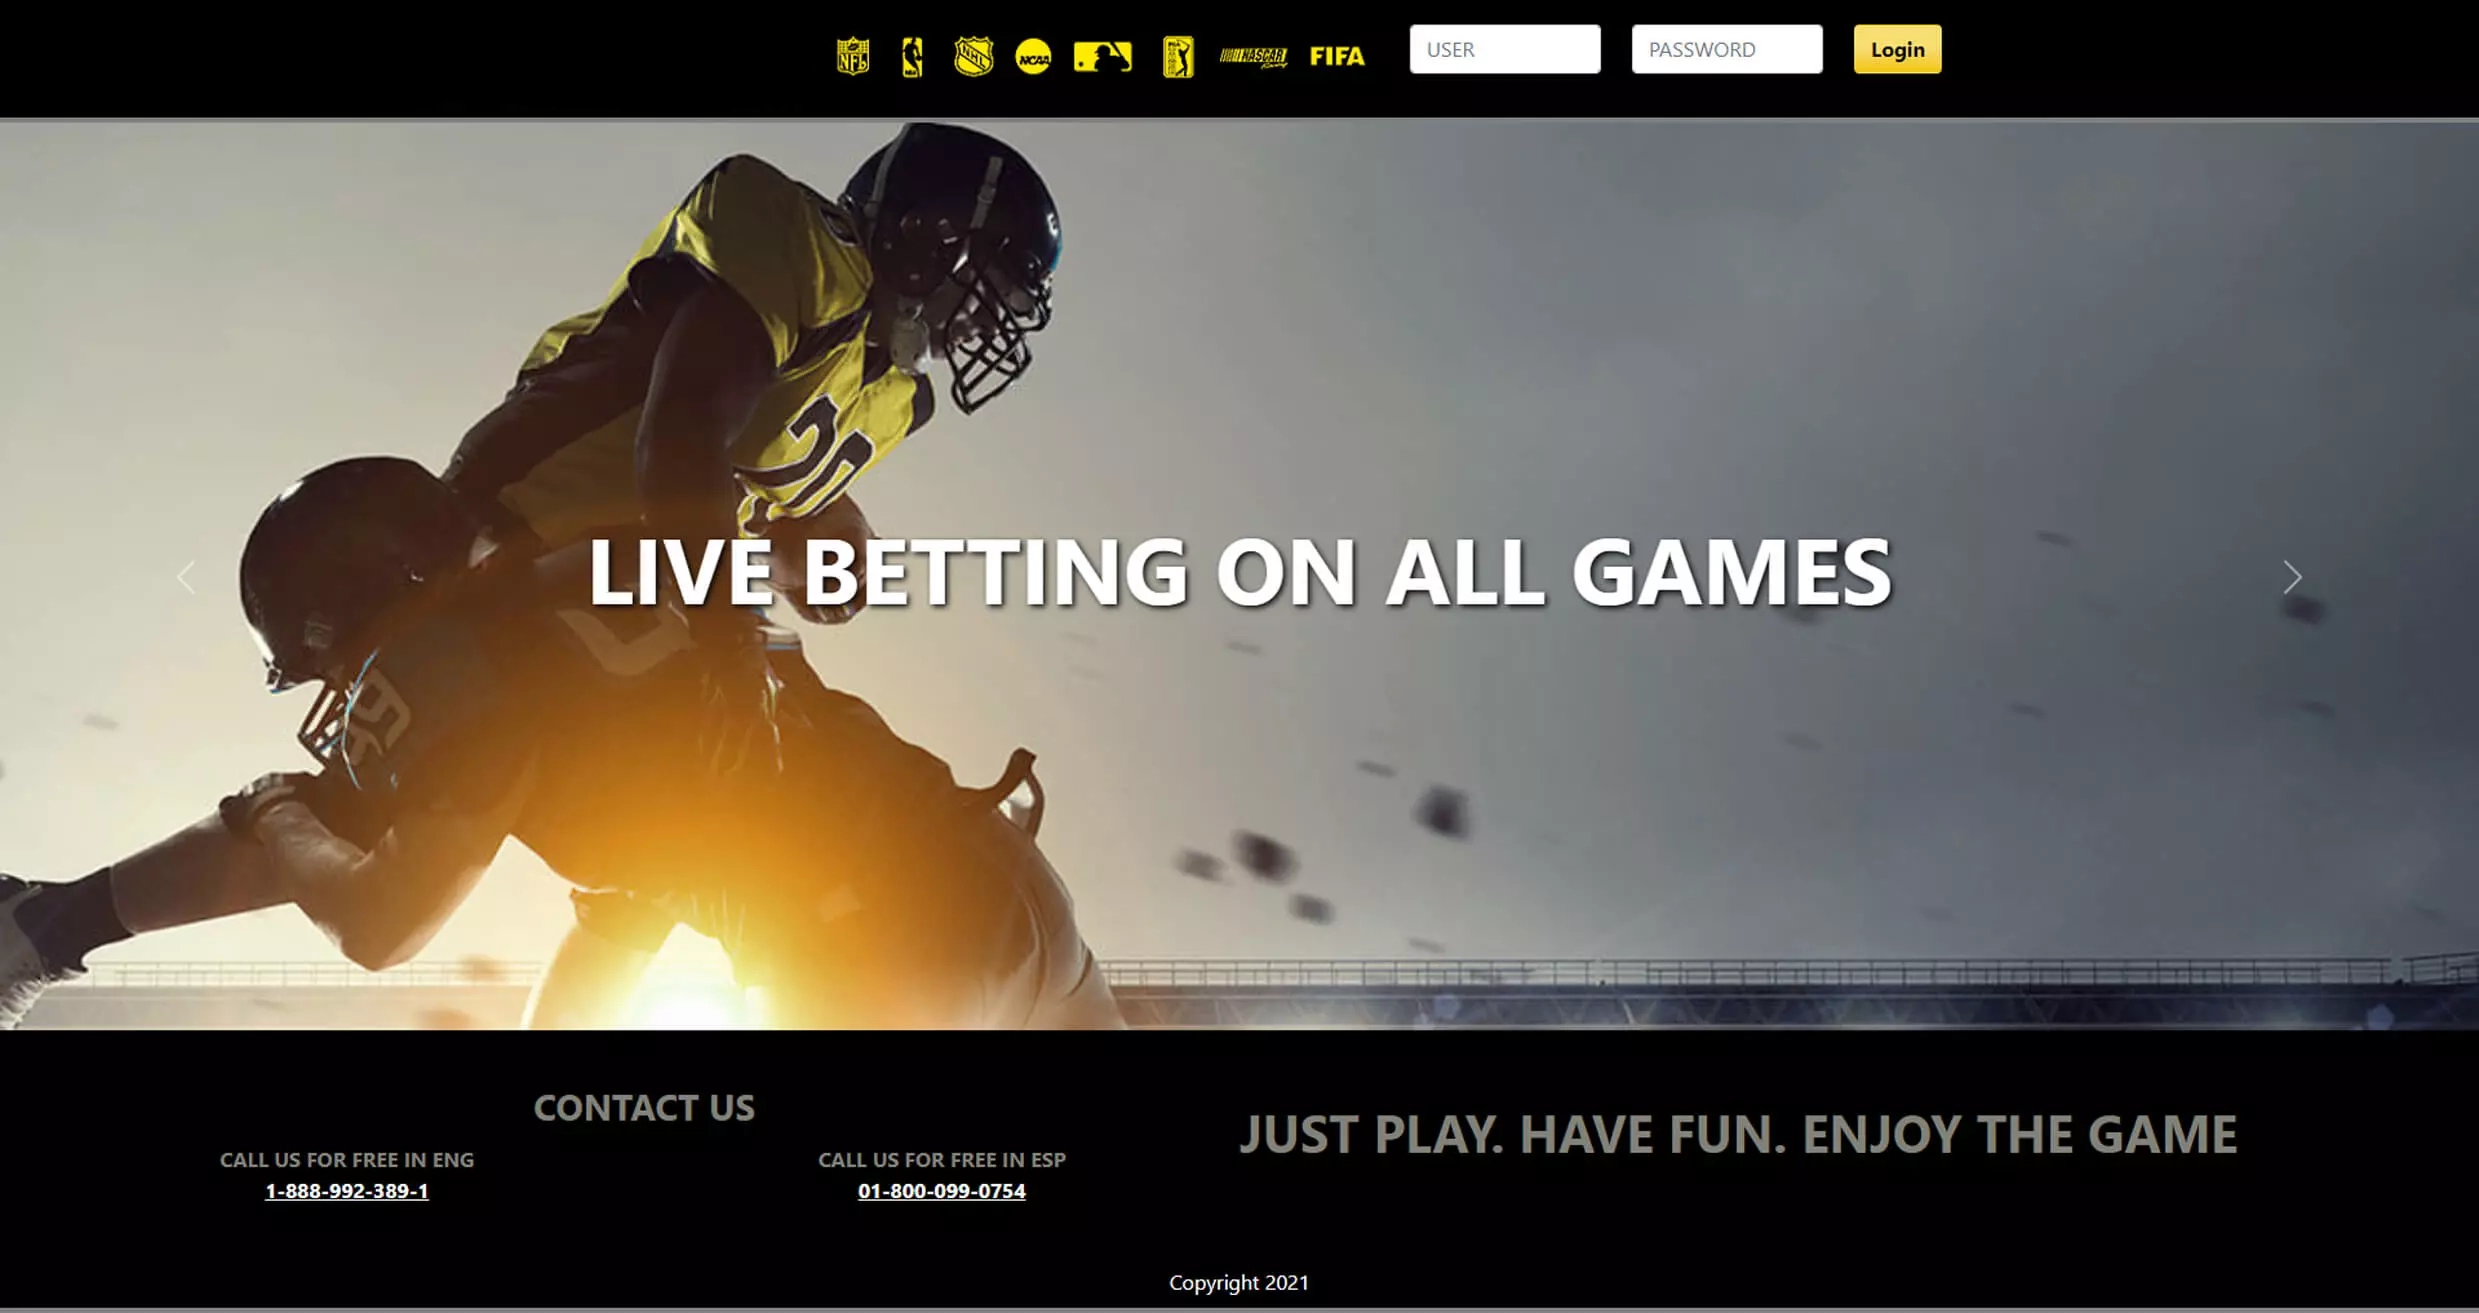 NFL
NHL
NCAA
NASCAR
Racing
FIFA
USER
PASSWORD
Login
LIVE BETTING ON ALL GAMES
CONTACT US
CALL US FOR FREE IN ENG
1-888-992-389-1
CALL US FOR FREE IN ESP
01-800-099-0754
JUST PLAY. HAVE FUN. ENJOY THE GAME
Copyright 2021